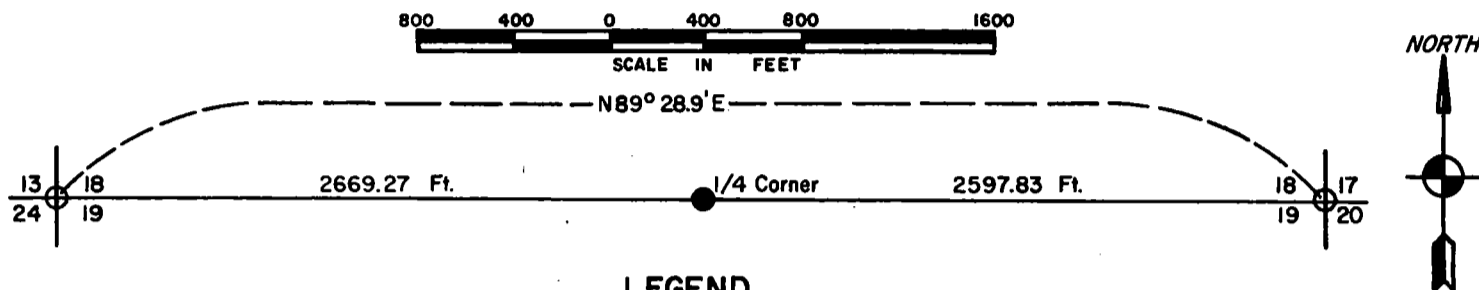 800 400 0 400 800 1600
SCALE IN FEET
NORTH
N89° 28.9' E
13 18 2669.27 Ft. 1/4 Corner 2597.83 Ft. 18 17
24 19 19 20
LEGEND